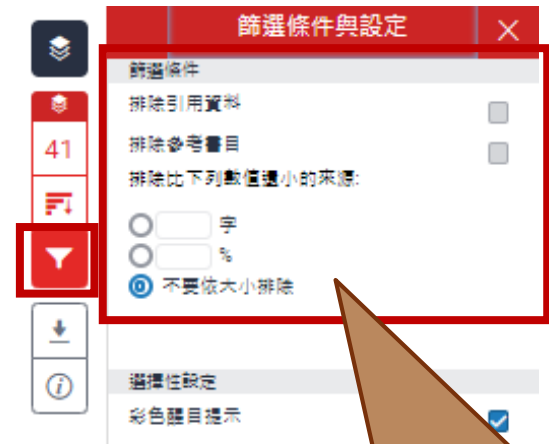 篩選條件與設定
篩選條件
排除引用資料
41
排除參考書目
排除比下列數值還小的來源:
字
%
不要依大小排除
選擇性設定
彩色醒目提示